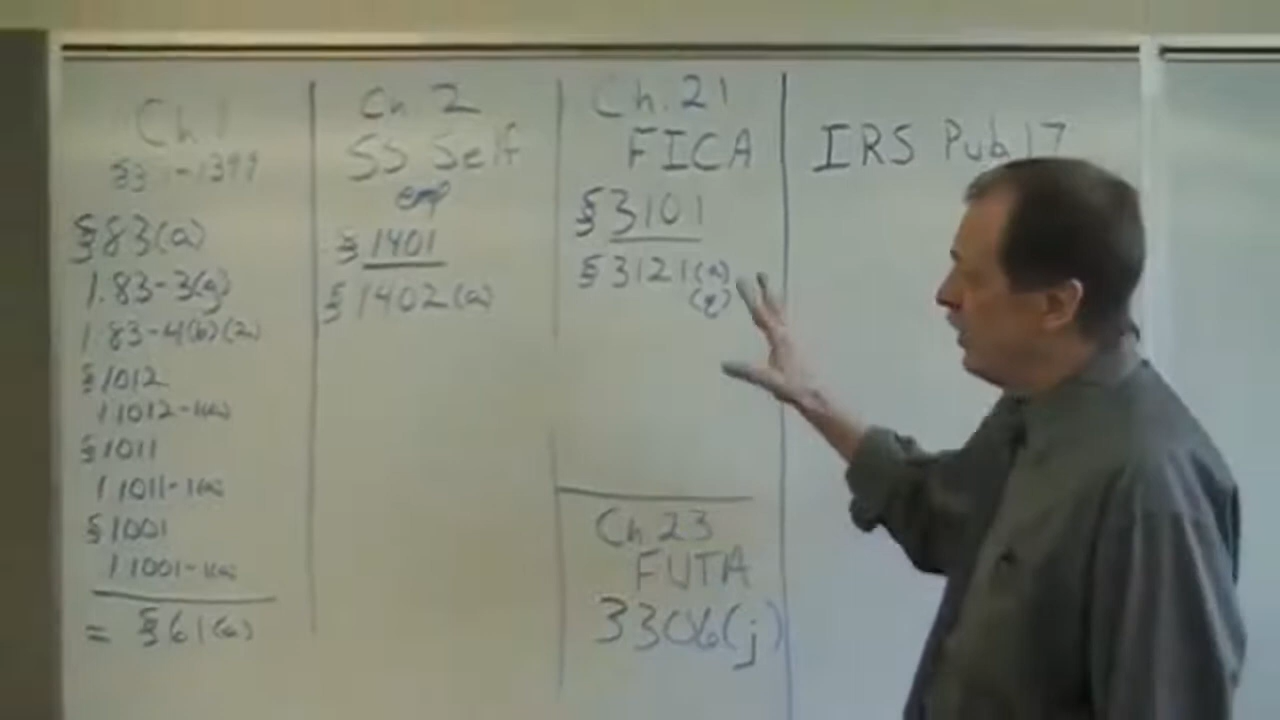 Ch 1
§83(a)
1.83-3(g)
1.83-4(b)(2)
§1012
1.1012-1(a)
§1011
1.1011-1(a)
§1001
1.1001-1(a)
= §61(a)
Ch. 2
SS Self
emp
§1401
§1402(a)
Ch. 21
FICA
§3101
§3121(a)
Ch. 23
FUTA
3306(j)
IRS Pub 17